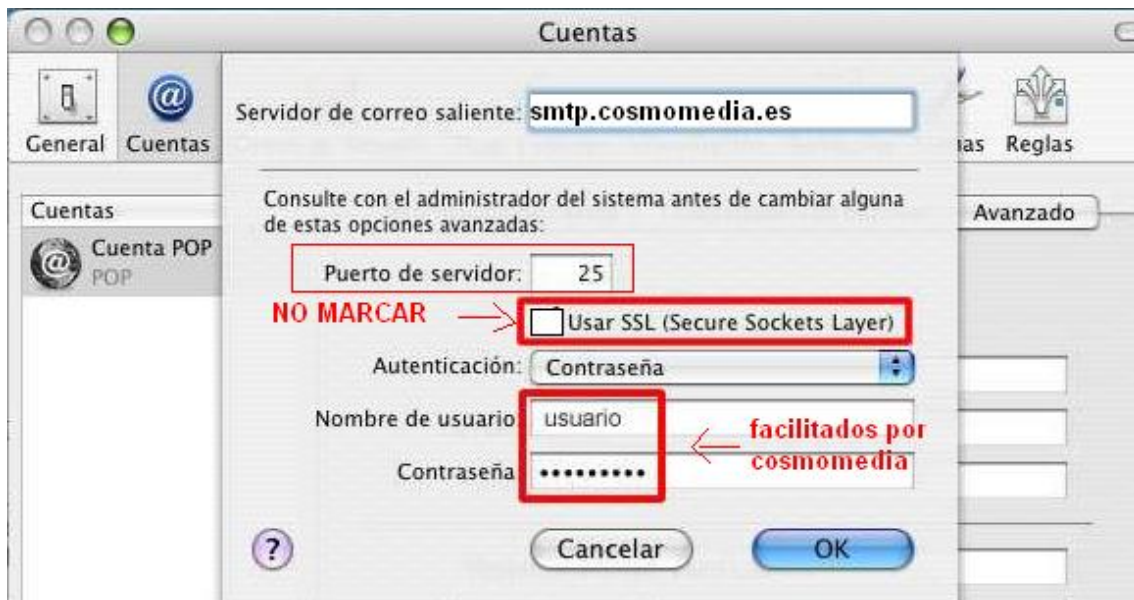 Cuentas
General
Cuentas
Reglas
Servidor de correo saliente: smtp.cosmomedia.es
Consulte con el administrador del sistema antes de cambiar alguna
de estas opciones avanzadas:
Cuentas
Cuenta POP
POP
Avanzado
Puerto de servidor: 25
NO MARCAR
Usar SSL (Secure Sockets Layer)
Autenticación: Contraseña
Nombre de usuario: usuario
Contraseña •••••••••
facilitados por
cosmomedia
?
Cancelar
OK